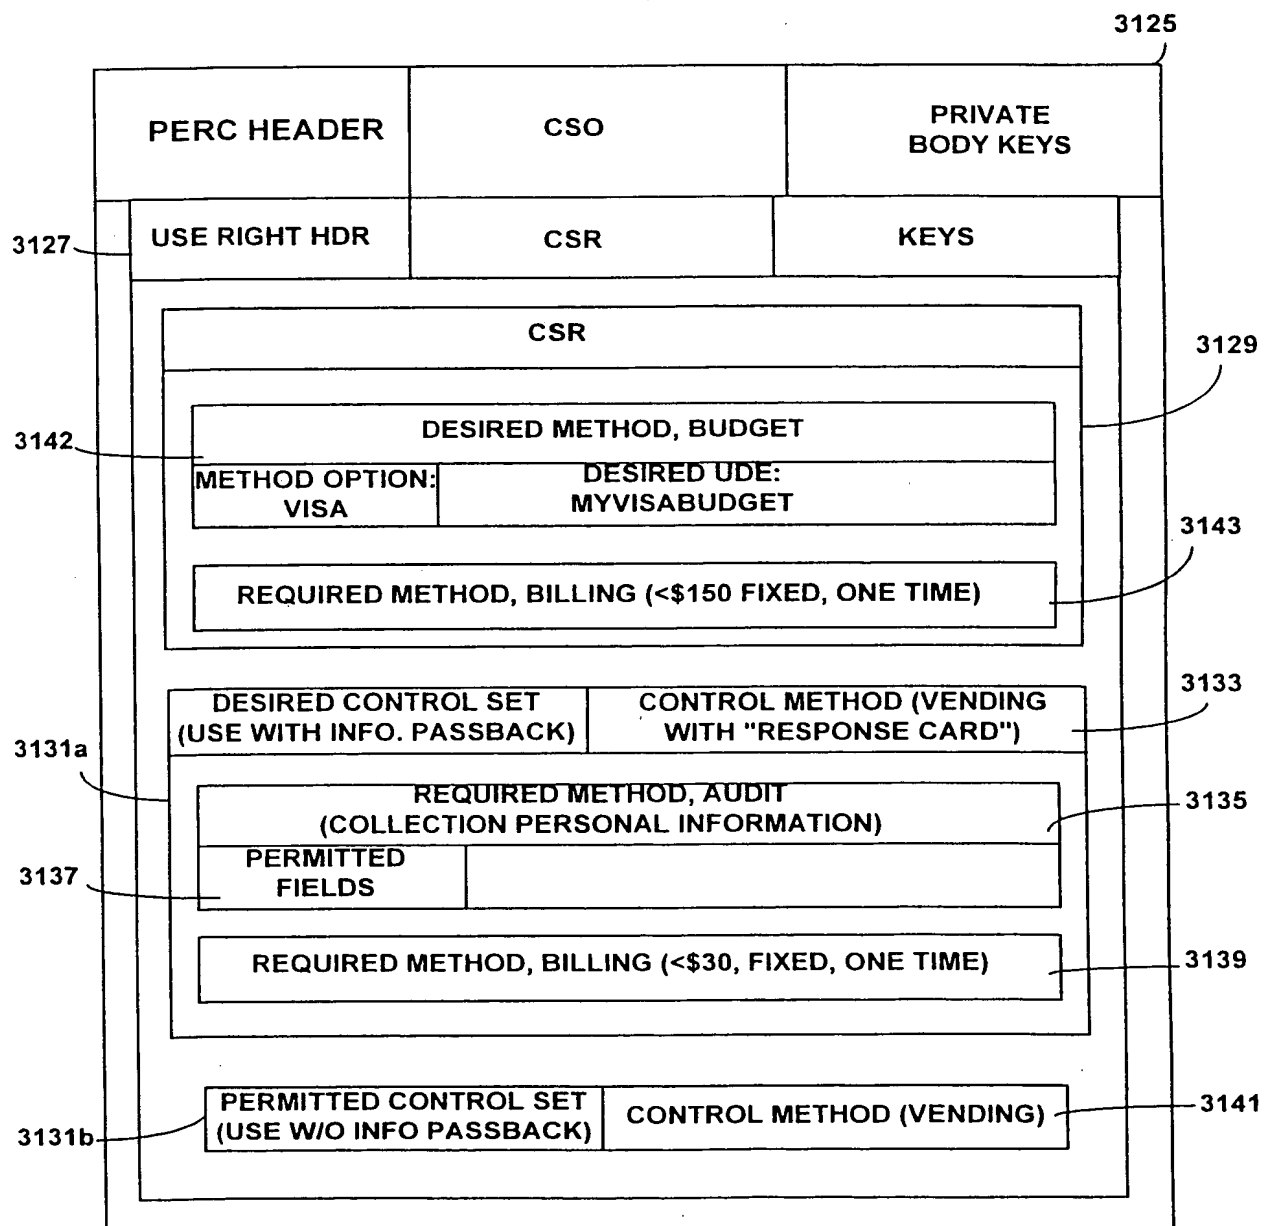 3125
PERC HEADER
CSO
PRIVATE
BODY KEYS
3127
USE RIGHT HDR
CSR
KEYS
CSR
3129
3142
DESIRED METHOD, BUDGET
METHOD OPTION:
VISA
DESIRED UDE:
MYVISABUDGET
3143
REQUIRED METHOD, BILLING (<$150 FIXED, ONE TIME)
3133
DESIRED CONTROL SET
(USE WITH INFO. PASSBACK)
CONTROL METHOD (VENDING
WITH "RESPONSE CARD")
3131a
REQUIRED METHOD, AUDIT
(COLLECTION PERSONAL INFORMATION)
3135
3137
PERMITTED
FIELDS
REQUIRED METHOD, BILLING (<$30, FIXED, ONE TIME)
3139
PERMITTED CONTROL SET
(USE W/O INFO PASSBACK)
CONTROL METHOD (VENDING)
3141
3131b